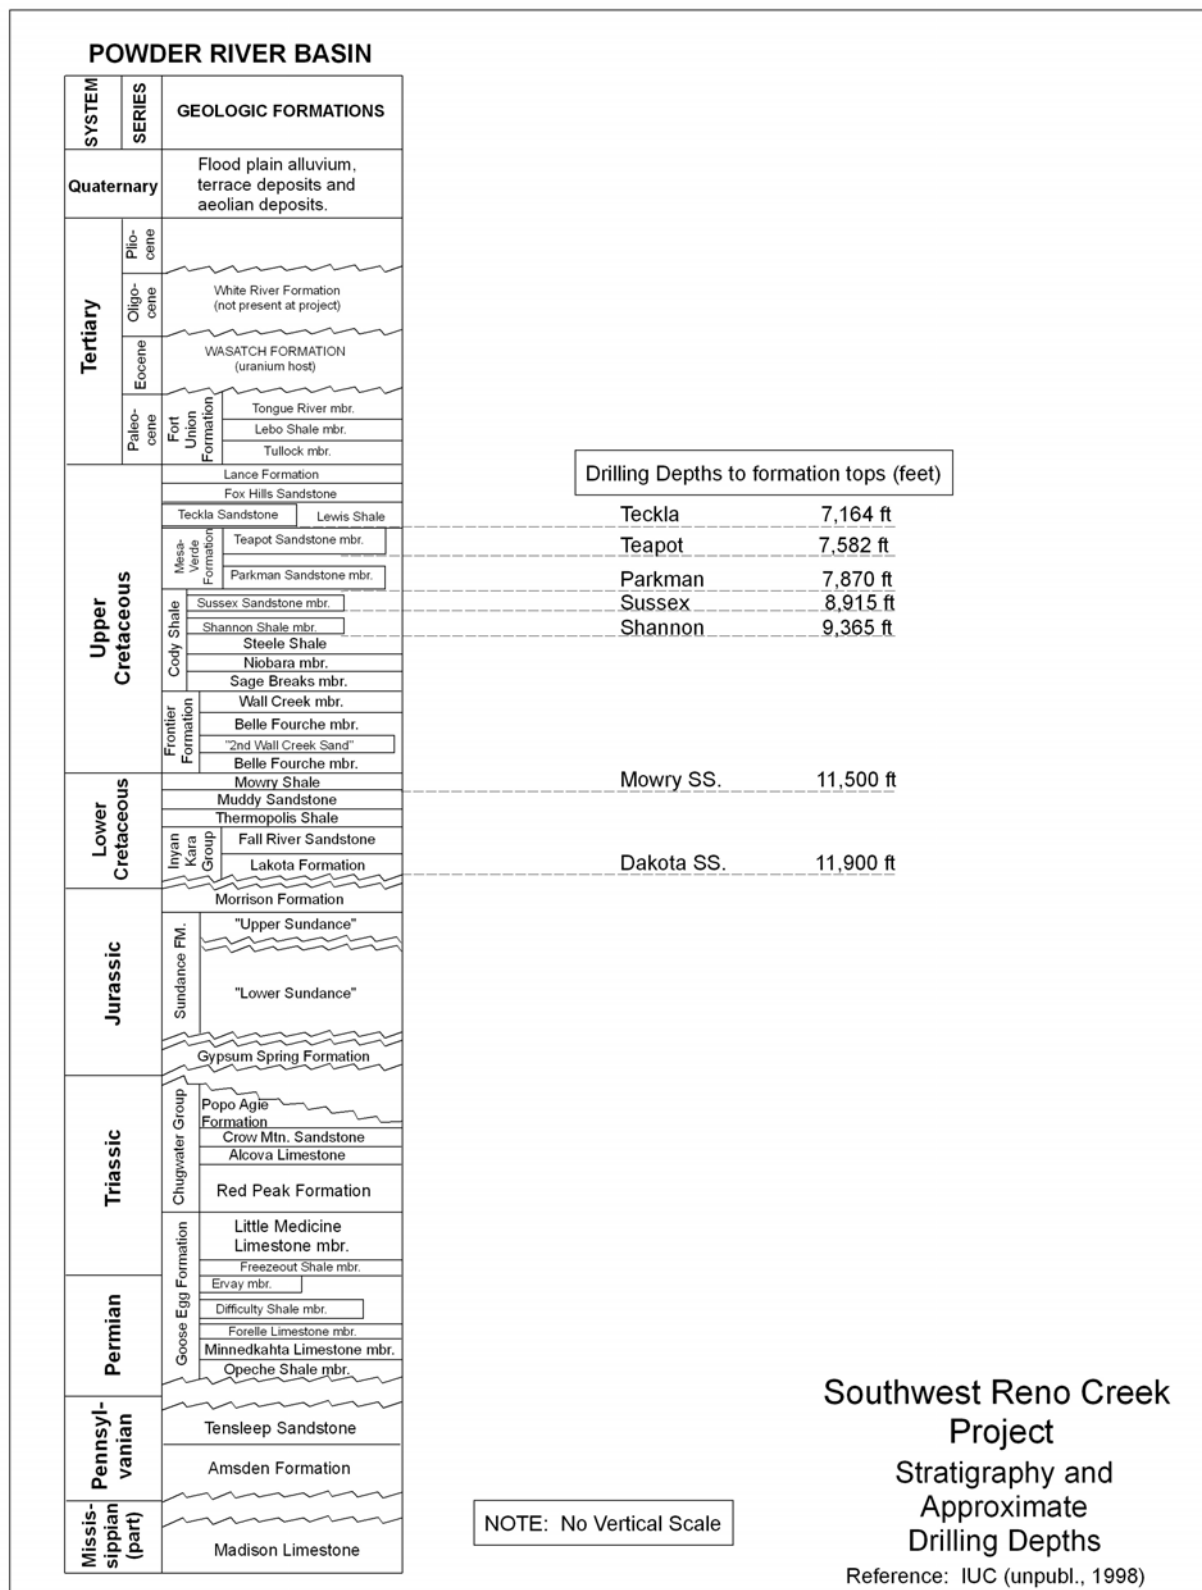 POWDER RIVER BASIN
SYSTEM
SERIES
GEOLOGIC FORMATIONS
Quaternary
Flood plain alluvium,
terrace deposits and
aeolian deposits.
Tertiary
Plio-
cene
Oligo-
cene
White River Formation
(not present at project)
Eocene
WASATCH FORMATION
(uranium host)
Paleo-
cene
Fort
Union
Formation
Tongue River mbr.
Lebo Shale mbr.
Tullock mbr.
Upper
Cretaceous
Lance Formation
Fox Hills Sandstone
Teckla Sandstone
Lewis Shale
Mesa-
Verde
Formation
Teapot Sandstone mbr.
Parkman Sandstone mbr.
Cody Shale
Sussex Sandstone mbr.
Shannon Shale mbr.
Steele Shale
Niobara mbr.
Sage Breaks mbr.
Frontier
Formation
Wall Creek mbr.
Belle Fourche mbr.
"2nd Wall Creek Sand"
Belle Fourche mbr.
Lower
Cretaceous
Mowry Shale
Muddy Sandstone
Thermopolis Shale
Inyan
Kara
Group
Fall River Sandstone
Lakota Formation
Jurassic
Morrison Formation
Sundance FM.
"Upper Sundance"
"Lower Sundance"
Gypsum Spring Formation
Triassic
Chugwater Group
Popo Agie
Formation
Crow Mtn. Sandstone
Alcova Limestone
Red Peak Formation
Goose Egg Formation
Little Medicine
Limestone mbr.
Freezeout Shale mbr.
Permian
Ervay mbr.
Difficulty Shale mbr.
Forelle Limestone mbr.
Minnedkahta Limestone mbr.
Opeche Shale mbr.
Pennsyl-
vanian
Tensleep Sandstone
Amsden Formation
Missis-
sippian
(part)
Madison Limestone
Drilling Depths to formation tops (feet)
Teckla 7,164 ft
Teapot 7,582 ft
Parkman 7,870 ft
Sussex 8,915 ft
Shannon 9,365 ft
Mowry SS. 11,500 ft
Dakota SS. 11,900 ft
NOTE: No Vertical Scale
Southwest Reno Creek
Project
Stratigraphy and
Approximate
Drilling Depths
Reference: IUC (unpubl., 1998)